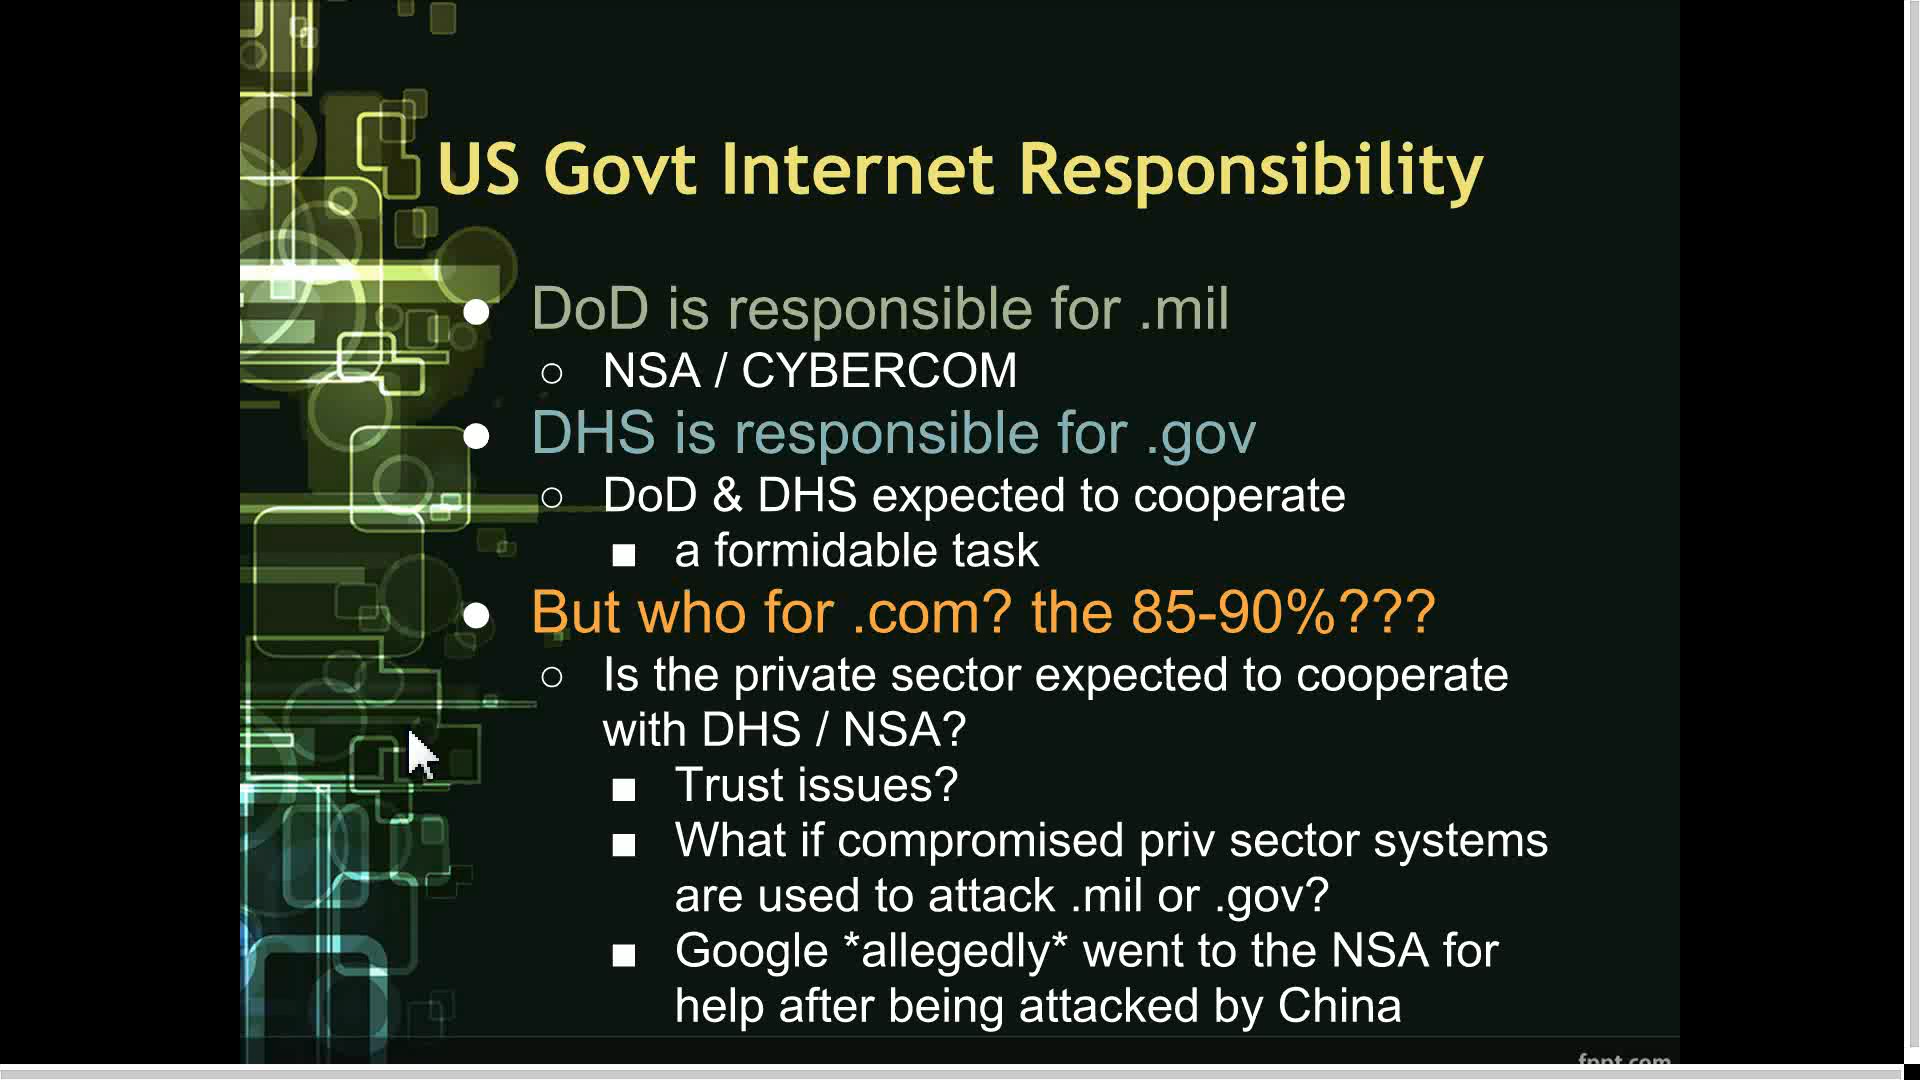 US Govt Internet Responsibility
● DoD is responsible for .mil
○ NSA / CYBERCOM
● DHS is responsible for .gov
○ DoD & DHS expected to cooperate
■ a formidable task
● But who for .com? the 85-90%???
○ Is the private sector expected to cooperate
with DHS / NSA?
■ Trust issues?
■ What if compromised priv sector systems
are used to attack .mil or .gov?
■ Google *allegedly* went to the NSA for
help after being attacked by China
fppt.com